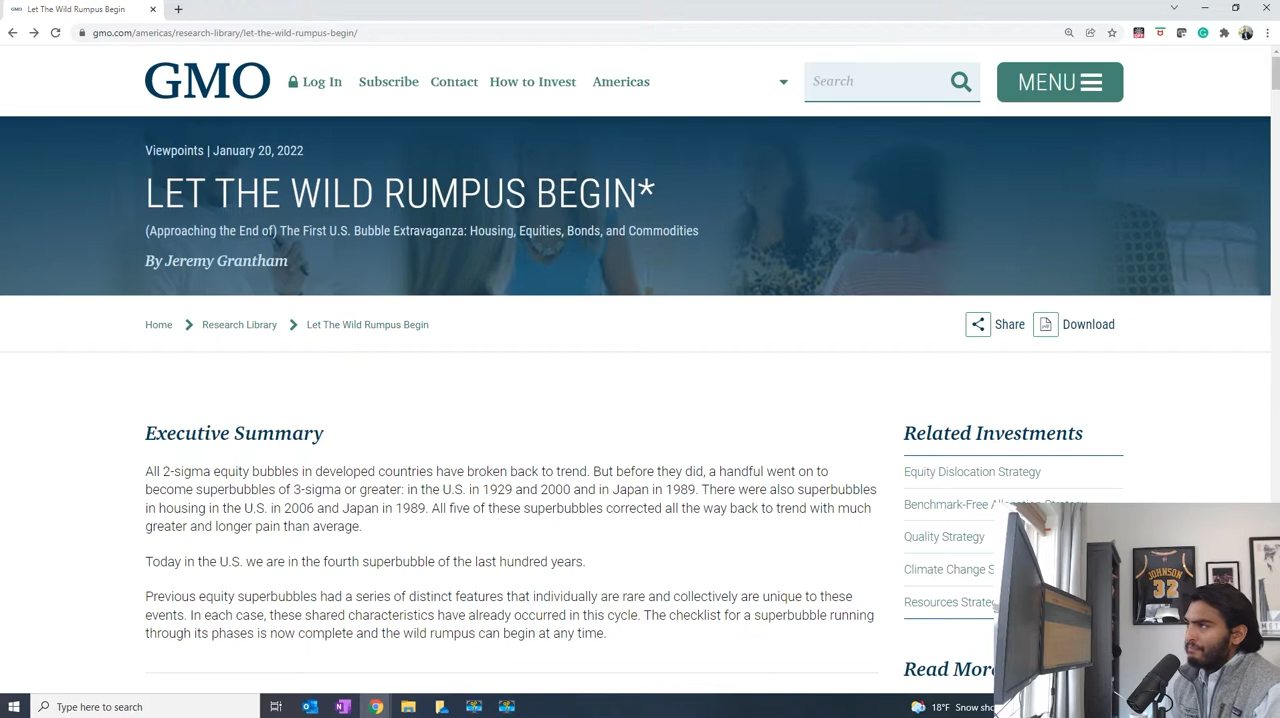 GMO Let The Wild Rumpus Begin
gmo.com/americas/research-library/let-the-wild-rumpus-begin/
GMO Log In Subscribe Contact How to Invest Americas Search MENU
Viewpoints | January 20, 2022
LET THE WILD RUMPUS BEGIN*
(Approaching the End of) The First U.S. Bubble Extravaganza: Housing, Equities, Bonds, and Commodities
By Jeremy Grantham
Home Research Library Let The Wild Rumpus Begin
Share Download
Executive Summary
All 2-sigma equity bubbles in developed countries have broken back to trend. But before they did, a handful went on to
become superbubbles of 3-sigma or greater: in the U.S. in 1929 and 2000 and in Japan in 1989. There were also superbubbles
in housing in the U.S. in 2006 and Japan in 1989. All five of these superbubbles corrected all the way back to trend with much
greater and longer pain than average.
Today in the U.S. we are in the fourth superbubble of the last hundred years.
Previous equity superbubbles had a series of distinct features that individually are rare and collectively are unique to these
events. In each case, these shared characteristics have already occurred in this cycle. The checklist for a superbubble running
through its phases is now complete and the wild rumpus can begin at any time.
Related Investments
Equity Dislocation Strategy
Benchmark-Free
Quality Strategy
Climate Change S
Resources Strate
Read Mor
JOHNSON
32
Type here to search
18°F Snow sho